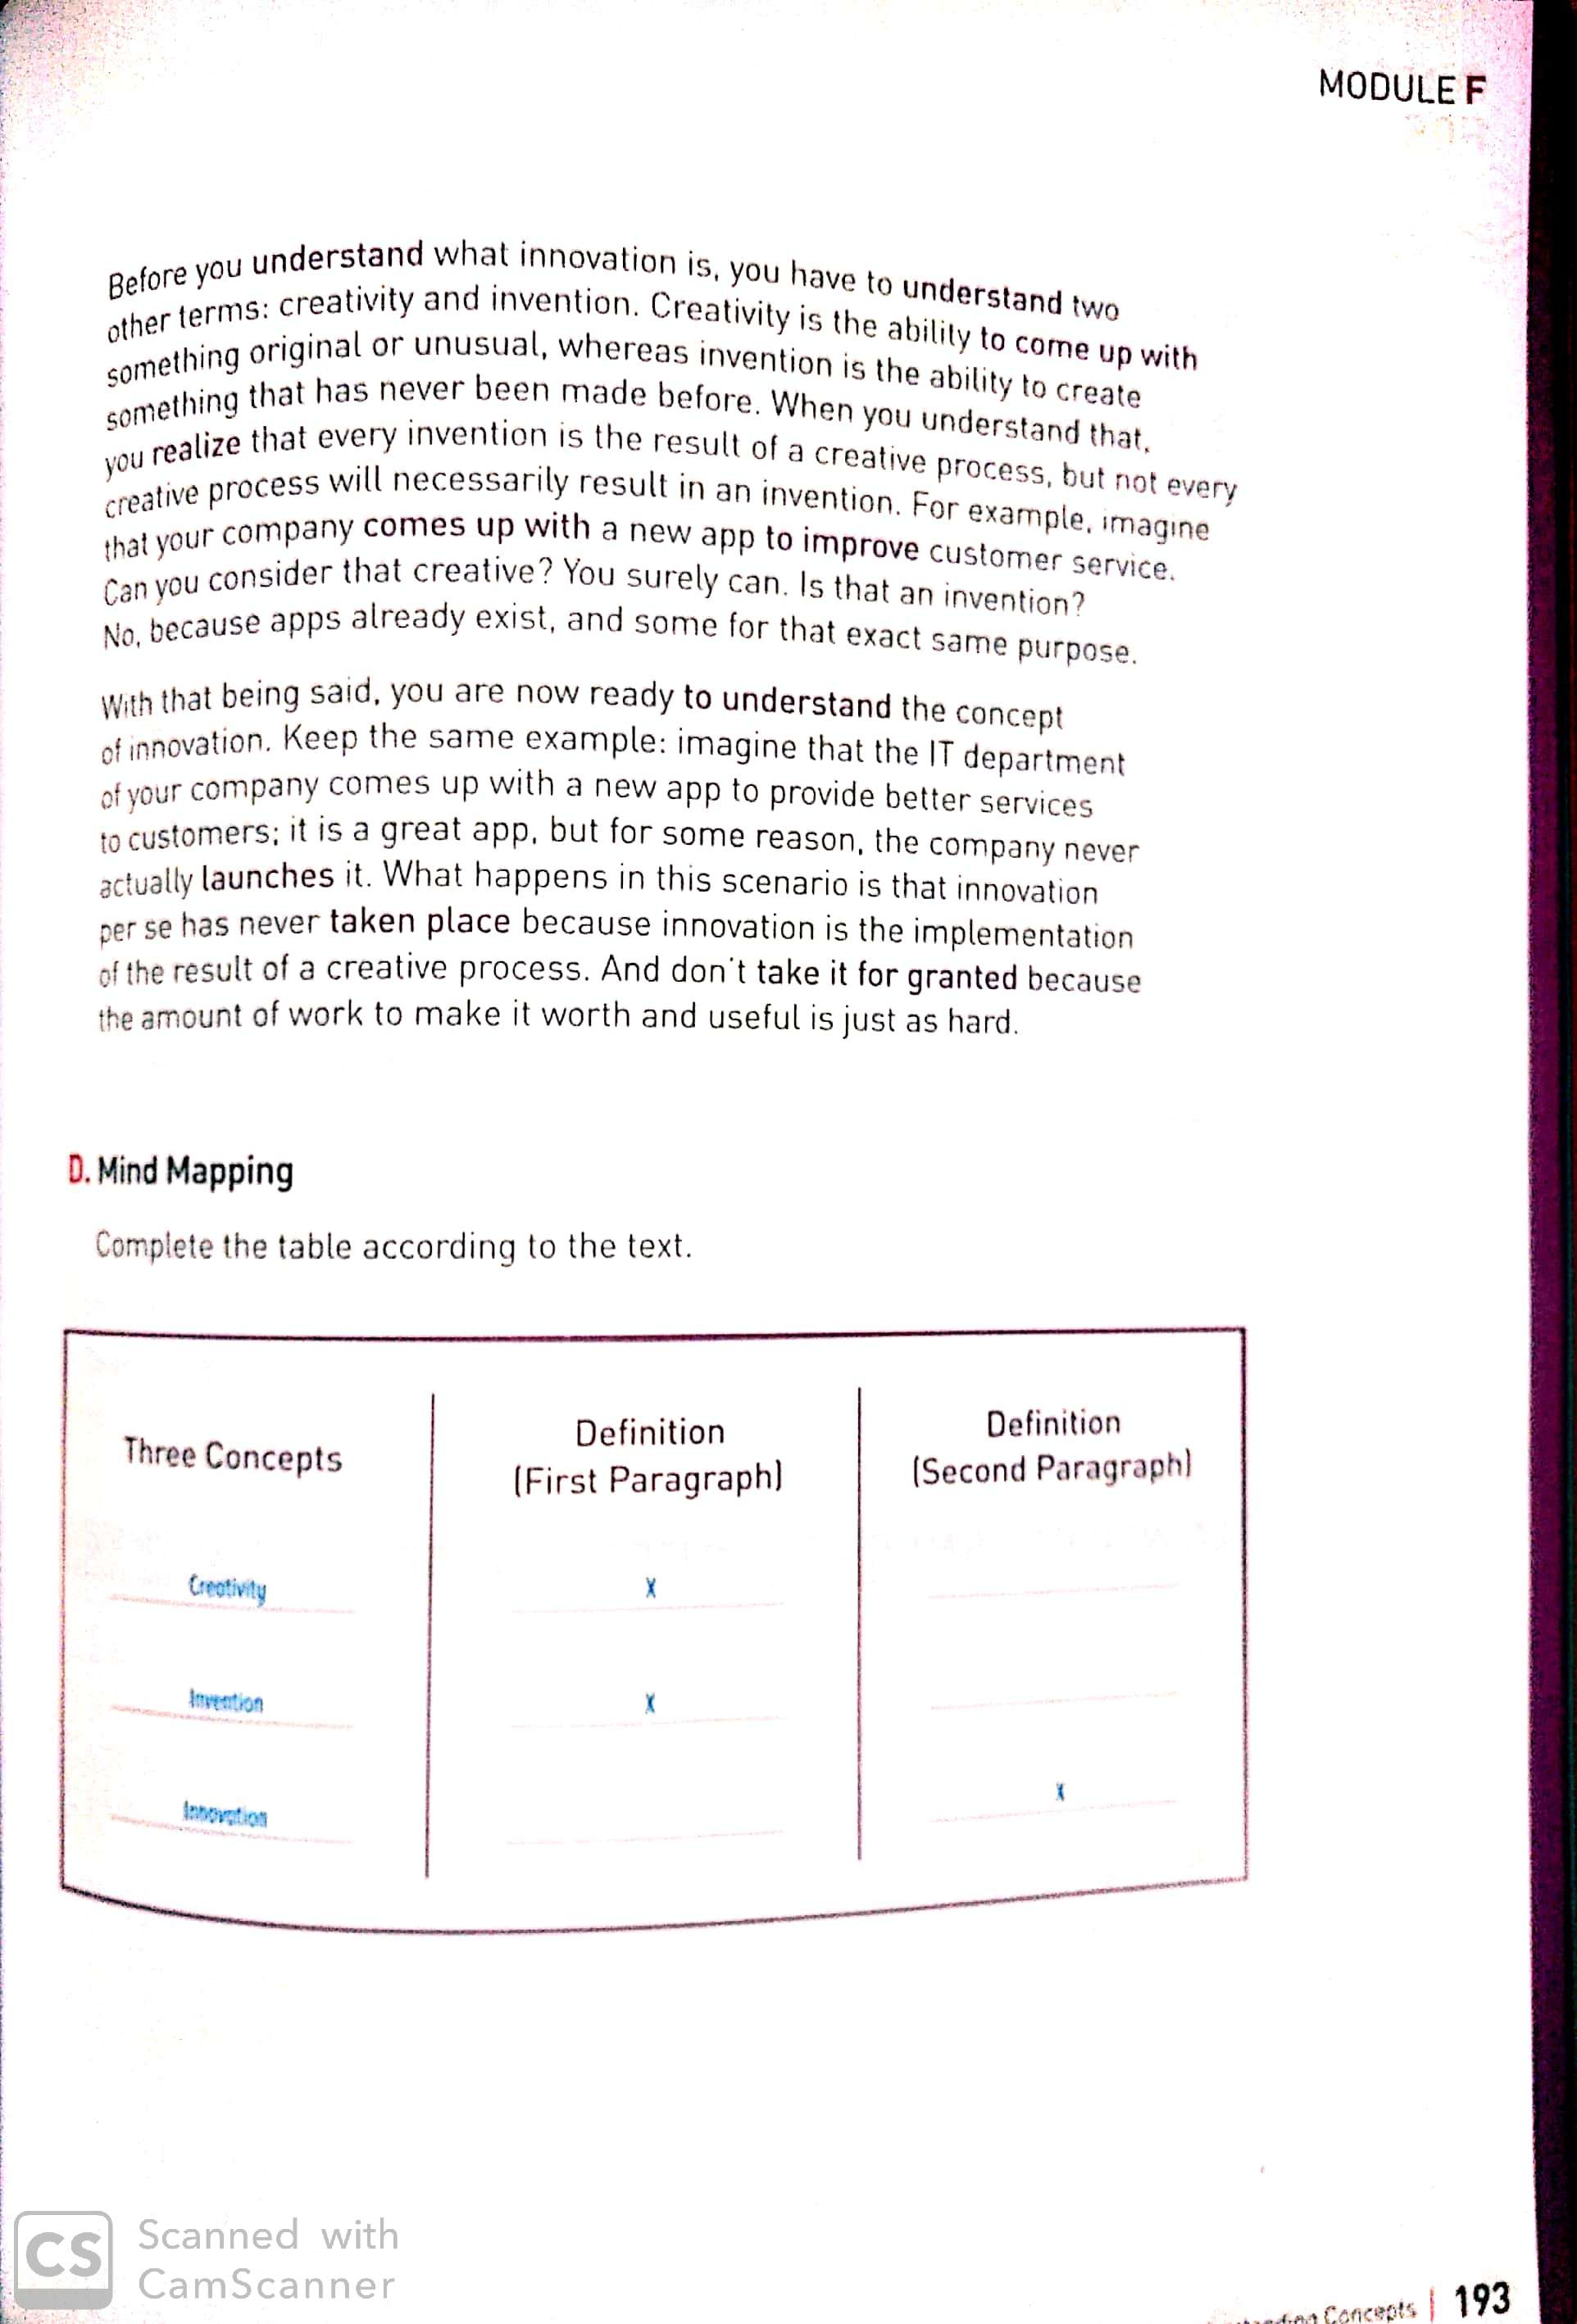 MODULE F
Before you understand what innovation is, you have to understand two
other terms: creativity and invention. Creativity is the ability to come up with
something original or unusual, whereas invention is the ability to create
something that has never been made before. When you understand that,
you realize that every invention is the result of a creative process, but not every
creative process will necessarily result in an invention. For example, imagine
that your company comes up with a new app to improve customer service.
Can you consider that creative? You surely can. Is that an invention?
No, because apps already exist, and some for that exact same purpose.
With that being said, you are now ready to understand the concept
of innovation. Keep the same example: imagine that the IT department
of your company comes up with a new app to provide better services
to customers; it is a great app, but for some reason, the company never
actually launches it. What happens in this scenario is that innovation
per se has never taken place because innovation is the implementation
of the result of a creative process. And don't take it for granted because
the amount of work to make it worth and useful is just as hard.
D. Mind Mapping
Complete the table according to the text.
Three Concepts
Definition
(First Paragraph)
Definition
(Second Paragraph)
Creativity X
Invention X
Innovation X
Scanned with
CamScanner
Concepts | 193